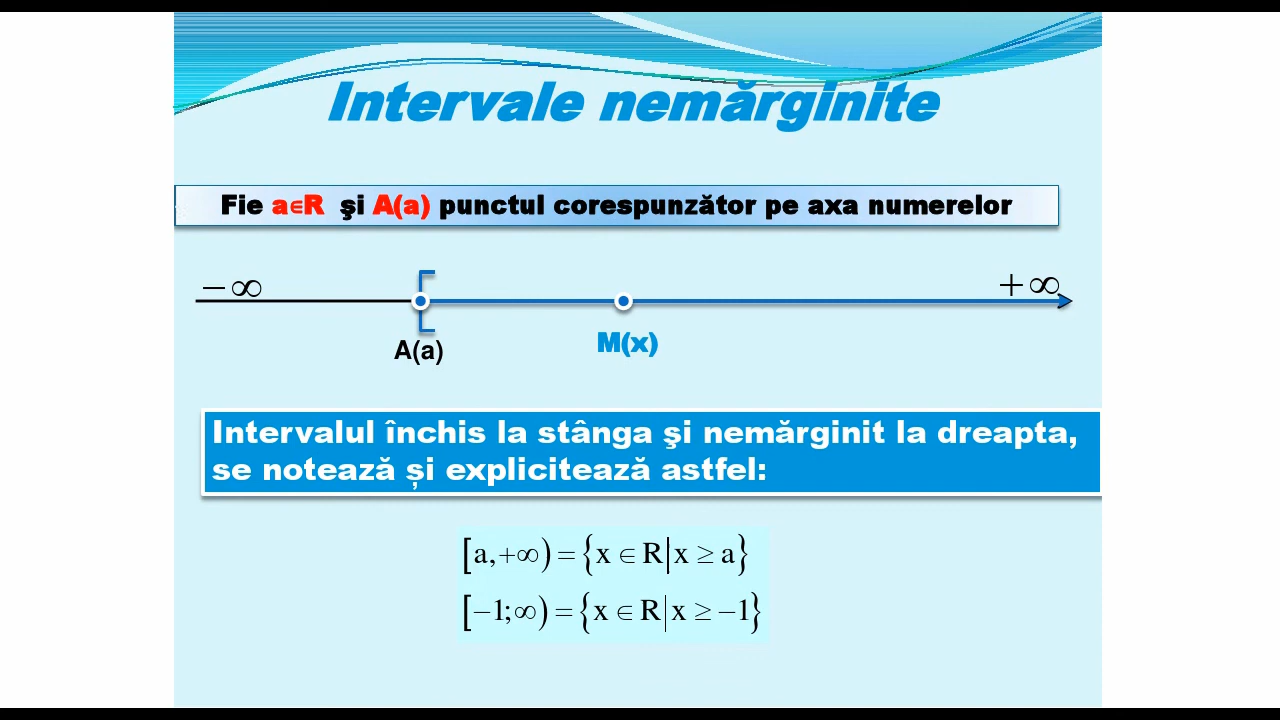 Intervale nemărginite
Fie a∈R şi A(a) punctul corespunzător pe axa numerelor
−∞ +∞
A(a) M(x)
Intervalul închis la stânga şi nemărginit la dreapta,
se notează și explicitează astfel:
[a,+∞) = {x ∈ R|x ≥ a}
[−1;∞) = {x ∈ R|x ≥ −1}